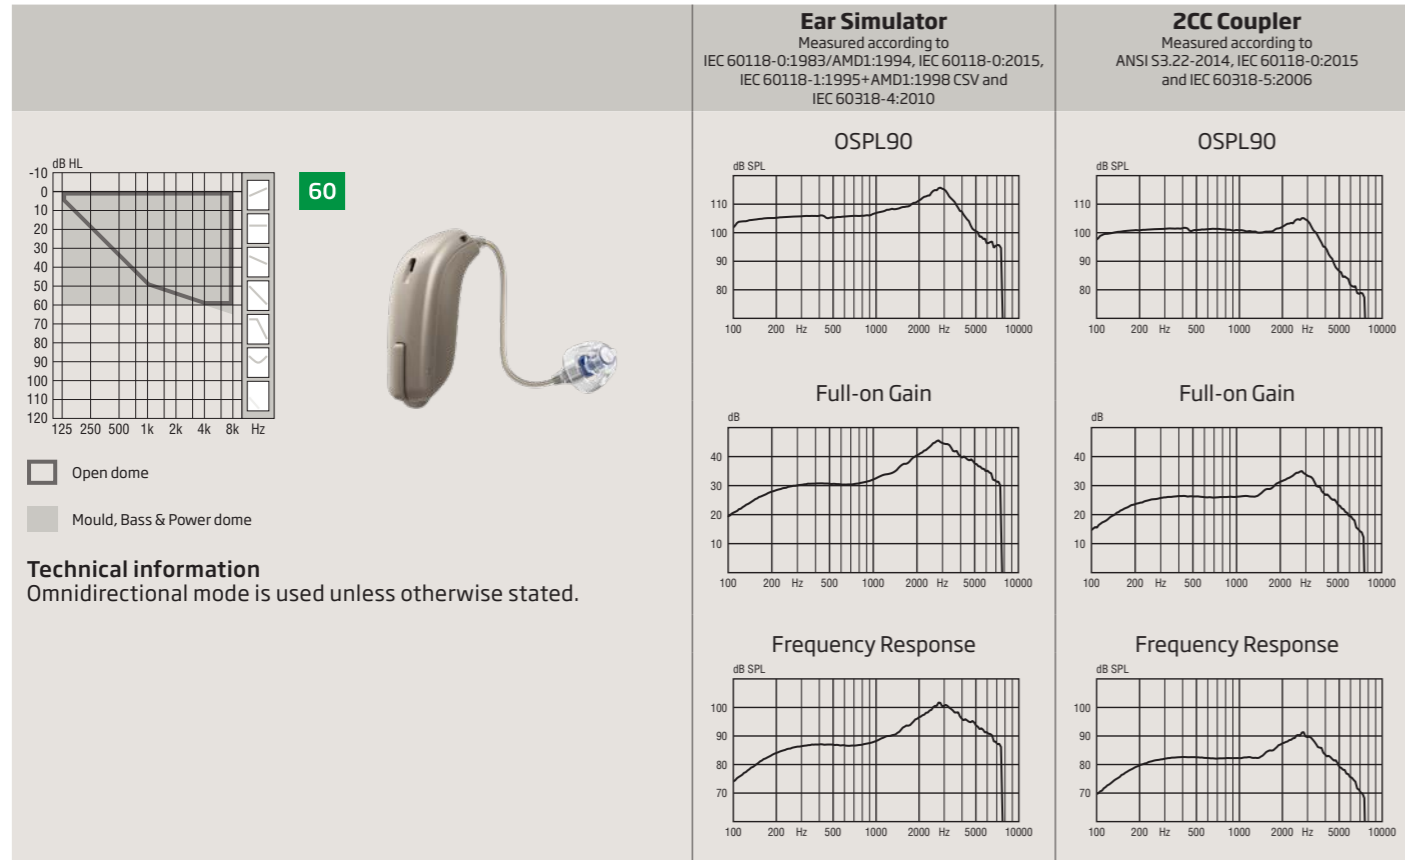 Ear Simulator
Measured according to
IEC 60118-0:1983/AMD1:1994, IEC 60118-0:2015,
IEC 60118-1:1995+AMD1:1998 CSV and
IEC 60318-4:2010
2CC Coupler
Measured according to
ANSI S3.22-2014, IEC 60118-0:2015
and IEC 60318-5:2006
dB HL
-10
0
10
20
30
40
50
60
70
80
90
100
110
120
125 250 500 1k 2k 4k 8k Hz
60
Open dome
Mould, Bass & Power dome
Technical information
Omnidirectional mode is used unless otherwise stated.
OSPL90
dB SPL
110
100
90
80
100 200 Hz 500 1000 2000 Hz 5000 10000
Full-on Gain
dB
40
30
20
10
100 200 Hz 500 1000 2000 Hz 5000 10000
Frequency Response
dB SPL
100
90
80
70
100 200 Hz 500 1000 2000 Hz 5000 10000
OSPL90
dB SPL
110
100
90
80
100 200 Hz 500 1000 2000 Hz 5000 10000
Full-on Gain
dB
40
30
20
10
100 200 Hz 500 1000 2000 Hz 5000 10000
Frequency Response
dB SPL
100
90
80
70
100 200 Hz 500 1000 2000 Hz 5000 10000